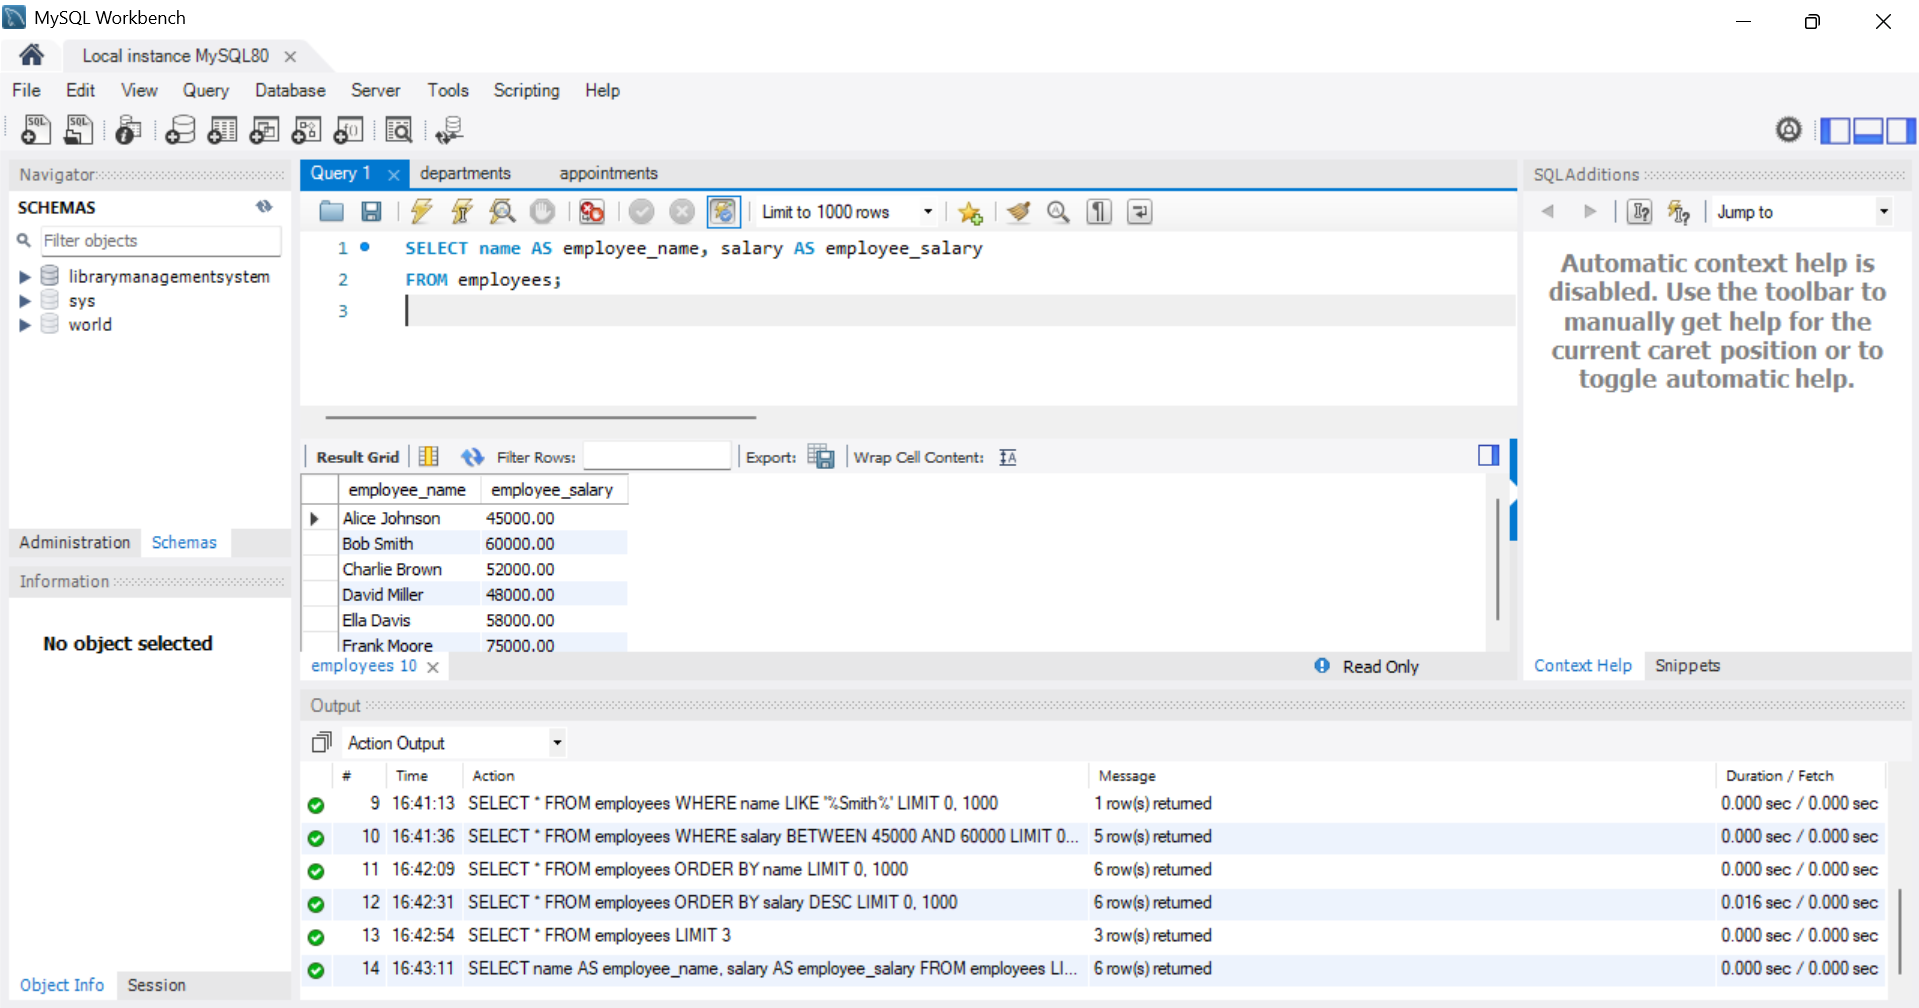 MySQL Workbench
Local instance MySQL80
File Edit View Query Database Server Tools Scripting Help
Navigator
SCHEMAS
Filter objects
librarymanagementsystem
sys
world
Administration Schemas
Information
No object selected
Object Info Session
Query 1 departments appointments
Limit to 1000 rows
1 SELECT name AS employee_name, salary AS employee_salary
2 FROM employees;
3
Result Grid Filter Rows: Export: Wrap Cell Content:
employee_name employee_salary
Alice Johnson 45000.00
Bob Smith 60000.00
Charlie Brown 52000.00
David Miller 48000.00
Ella Davis 58000.00
Frank Moore 75000.00
employees 10 Read Only
SQLAdditions
Jump to
Automatic context help is
disabled. Use the toolbar to
manually get help for the
current caret position or to
toggle automatic help.
Context Help Snippets
Output
Action Output
# Time Action Message Duration / Fetch
9 16:41:13 SELECT * FROM employees WHERE name LIKE '%Smith%' LIMIT 0, 1000 1 row(s) returned 0.000 sec / 0.000 sec
10 16:41:36 SELECT * FROM employees WHERE salary BETWEEN 45000 AND 60000 LIMIT 0... 5 row(s) returned 0.000 sec / 0.000 sec
11 16:42:09 SELECT * FROM employees ORDER BY name LIMIT 0, 1000 6 row(s) returned 0.000 sec / 0.000 sec
12 16:42:31 SELECT * FROM employees ORDER BY salary DESC LIMIT 0, 1000 6 row(s) returned 0.016 sec / 0.000 sec
13 16:42:54 SELECT * FROM employees LIMIT 3 3 row(s) returned 0.000 sec / 0.000 sec
14 16:43:11 SELECT name AS employee_name, salary AS employee_salary FROM employees LI... 6 row(s) returned 0.000 sec / 0.000 sec